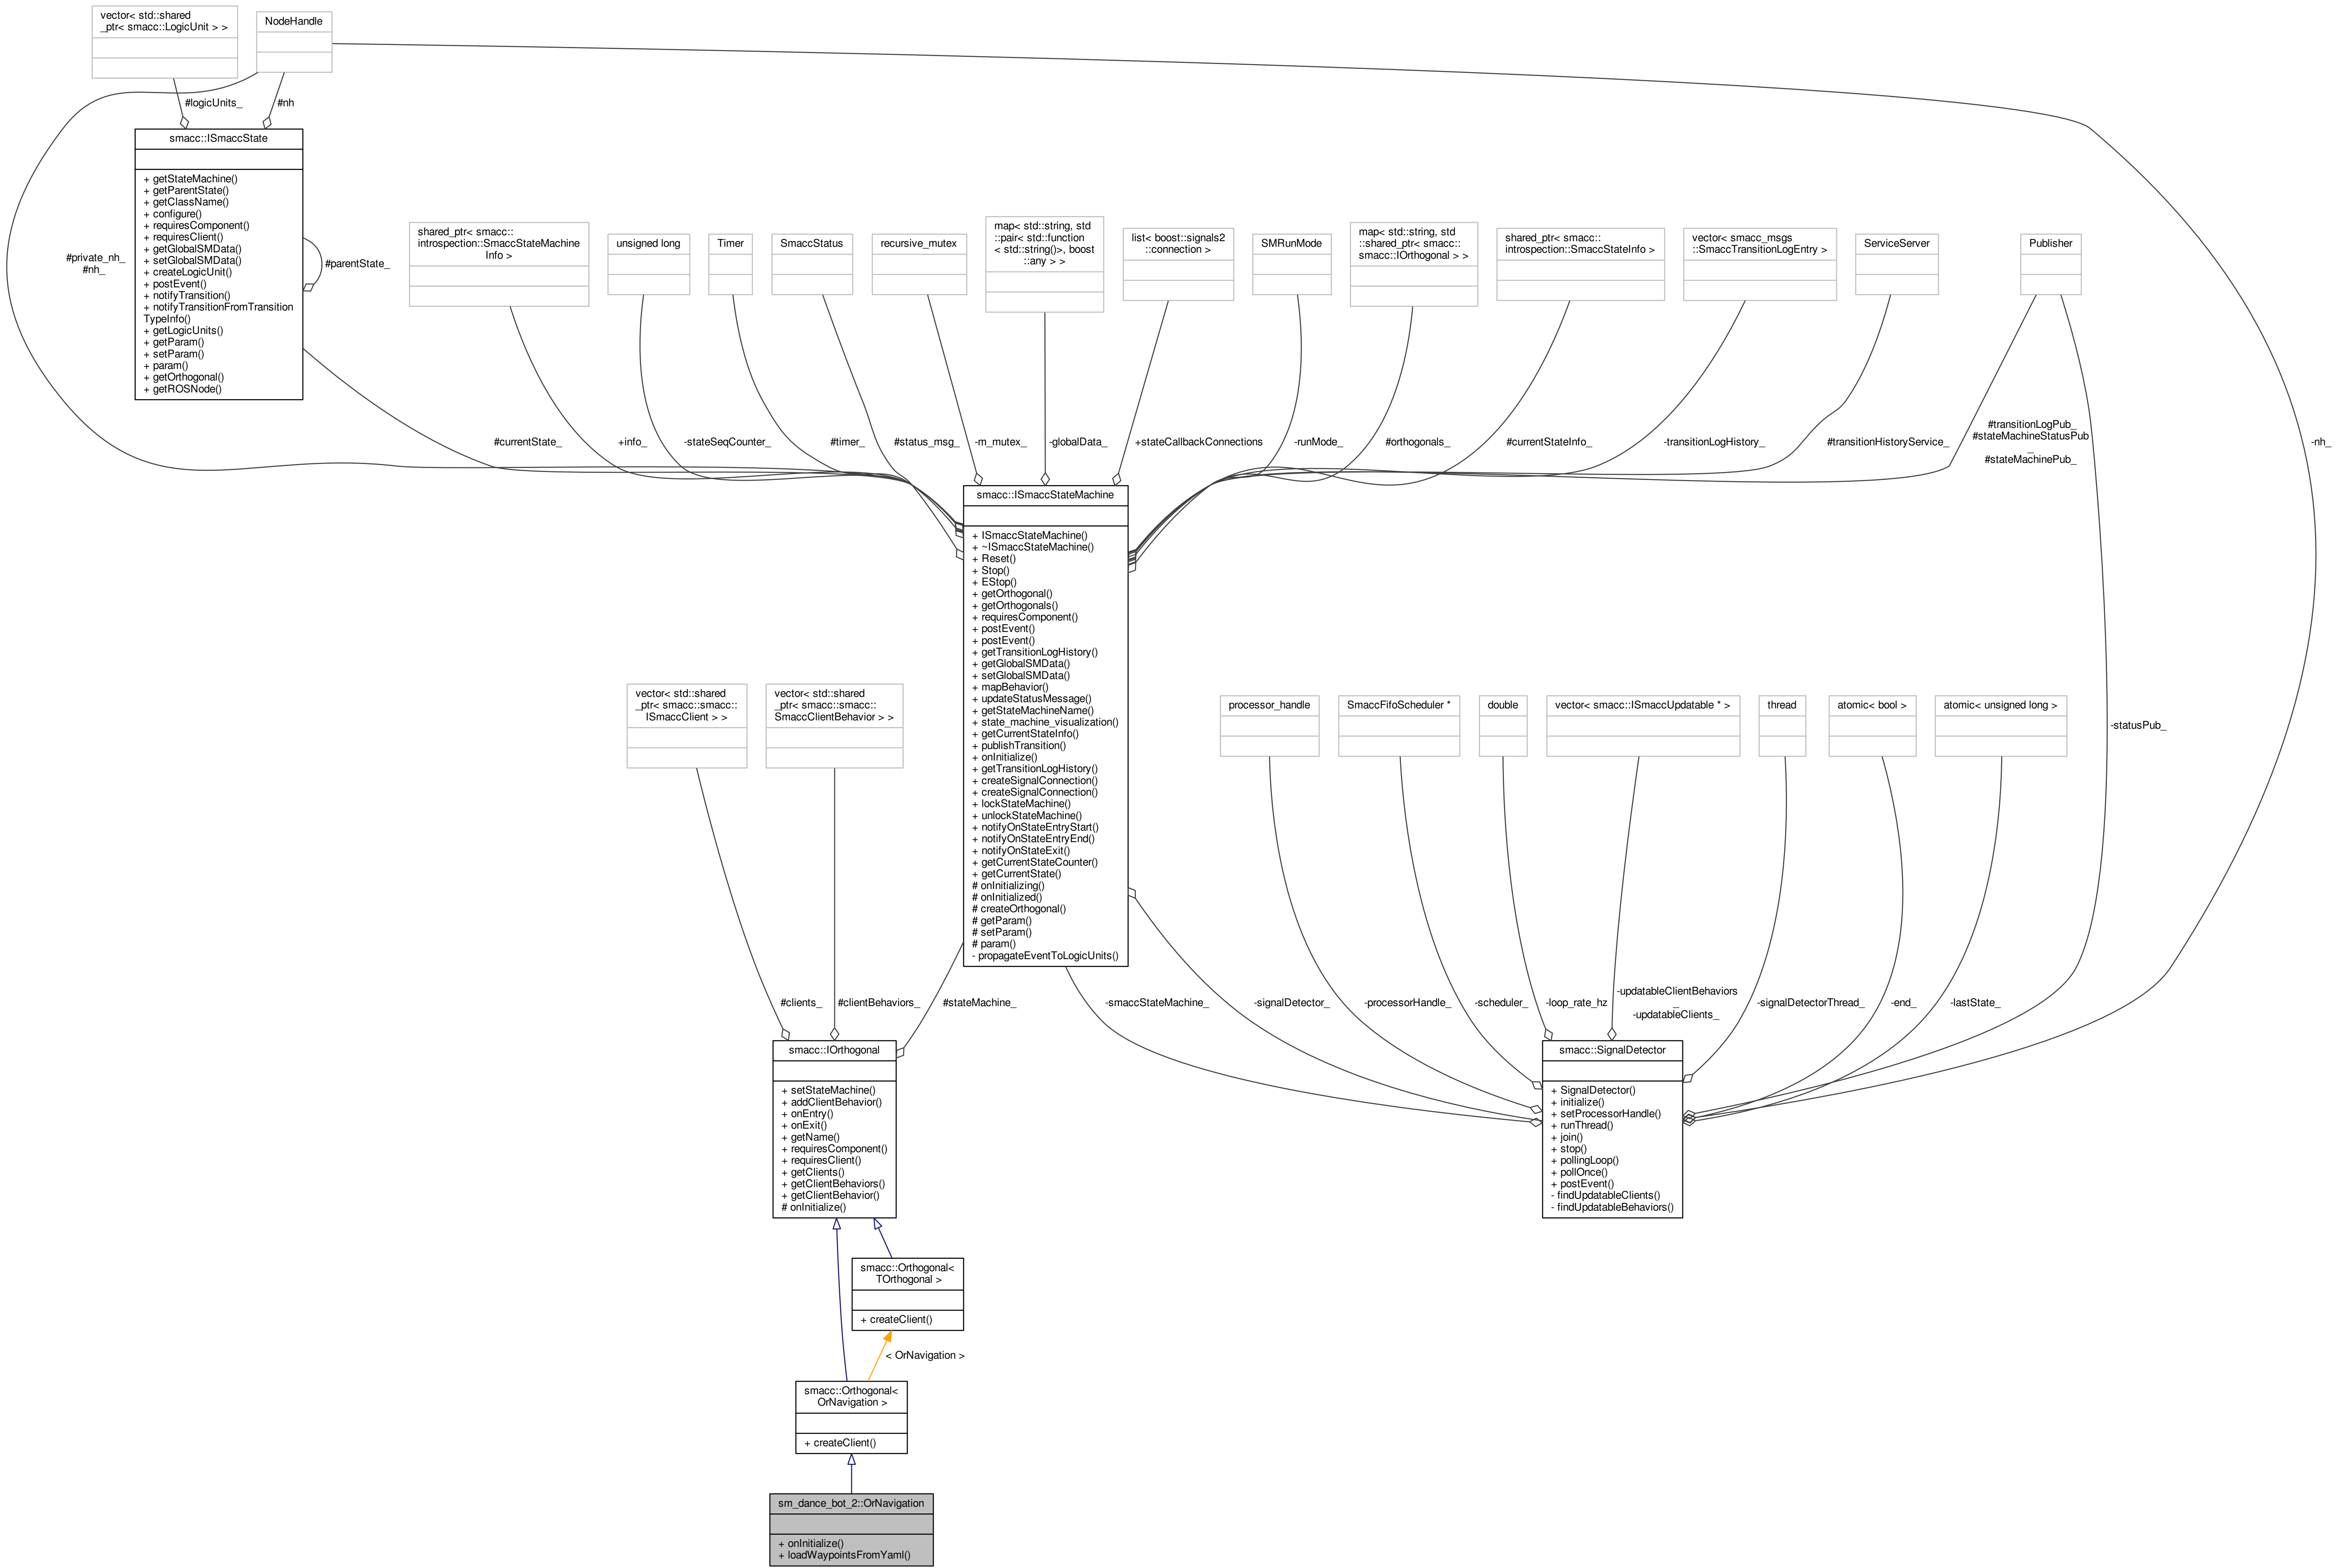 vector< std::shared
_ptr< smacc::LogicUnit > >
NodeHandle
#logicUnits_
#nh
smacc::ISmaccState
+ getStateMachine()
+ getParentState()
+ getClassName()
+ configure()
+ requiresComponent()
+ requiresClient()
+ getGlobalSMData()
+ setGlobalSMData()
+ createLogicUnit()
+ postEvent()
+ notifyTransition()
+ notifyTransitionFromTransition
TypeInfo()
+ getLogicUnits()
+ getParam()
+ setParam()
+ param()
+ getOrthogonal()
+ getROSNode()
#private_nh_
#nh_
#parentState_
shared_ptr< smacc::
introspection::SmaccStateMachine
Info >
unsigned long
Timer
SmaccStatus
recursive_mutex
map< std::string, std
::pair< std::function
< std::string()>, boost
::any > >
list< boost::signals2
::connection >
SMRunMode
map< std::string, std
::shared_ptr< smacc::
smacc::IOrthogonal > >
shared_ptr< smacc::
introspection::SmaccStateInfo >
vector< smacc_msgs
::SmaccTransitionLogEntry >
ServiceServer
Publisher
#currentState_
+info_
-stateSeqCounter_
#timer_
#status_msg_
-m_mutex_
-globalData_
+stateCallbackConnections
-runMode_
#orthogonals_
#currentStateInfo_
-transitionLogHistory_
#transitionHistoryService_
#transitionLogPub_
#stateMachineStatusPub
_
#stateMachinePub_
-nh_
smacc::ISmaccStateMachine
+ ISmaccStateMachine()
+ ~ISmaccStateMachine()
+ Reset()
+ Stop()
+ EStop()
+ getOrthogonal()
+ getOrthogonals()
+ requiresComponent()
+ postEvent()
+ postEvent()
+ getTransitionLogHistory()
+ getGlobalSMData()
+ setGlobalSMData()
+ mapBehavior()
+ updateStatusMessage()
+ getStateMachineName()
+ state_machine_visualization()
+ getCurrentStateInfo()
+ publishTransition()
+ onInitialize()
+ getTransitionLogHistory()
+ createSignalConnection()
+ createSignalConnection()
+ lockStateMachine()
+ unlockStateMachine()
+ notifyOnStateEntryStart()
+ notifyOnStateEntryEnd()
+ notifyOnStateExit()
+ getCurrentStateCounter()
+ getCurrentState()
# onInitializing()
# onInitialized()
# createOrthogonal()
# getParam()
# setParam()
# param()
- propagateEventToLogicUnits()
vector< std::shared
_ptr< smacc::smacc::
ISmaccClient > >
vector< std::shared
_ptr< smacc::smacc::
SmaccClientBehavior > >
processor_handle
SmaccFifoScheduler *
double
vector< smacc::ISmaccUpdatable * >
thread
atomic< bool >
atomic< unsigned long >
-statusPub_
#clients_
#clientBehaviors_
#stateMachine_
-smaccStateMachine_
-signalDetector_
-processorHandle_
-scheduler_
-loop_rate_hz
-updatableClientBehaviors
_
-updatableClients_
-signalDetectorThread_
-end_
-lastState_
smacc::IOrthogonal
+ setStateMachine()
+ addClientBehavior()
+ onEntry()
+ onExit()
+ getName()
+ requiresComponent()
+ requiresClient()
+ getClients()
+ getClientBehaviors()
+ getClientBehavior()
# onInitialize()
smacc::SignalDetector
+ SignalDetector()
+ initialize()
+ setProcessorHandle()
+ runThread()
+ join()
+ stop()
+ pollingLoop()
+ pollOnce()
+ postEvent()
- findUpdatableClients()
- findUpdatableBehaviors()
smacc::Orthogonal<
TOrthogonal >
+ createClient()
< OrNavigation >
smacc::Orthogonal<
OrNavigation >
+ createClient()
sm_dance_bot_2::OrNavigation
+ onInitialize()
+ loadWaypointsFromYaml()